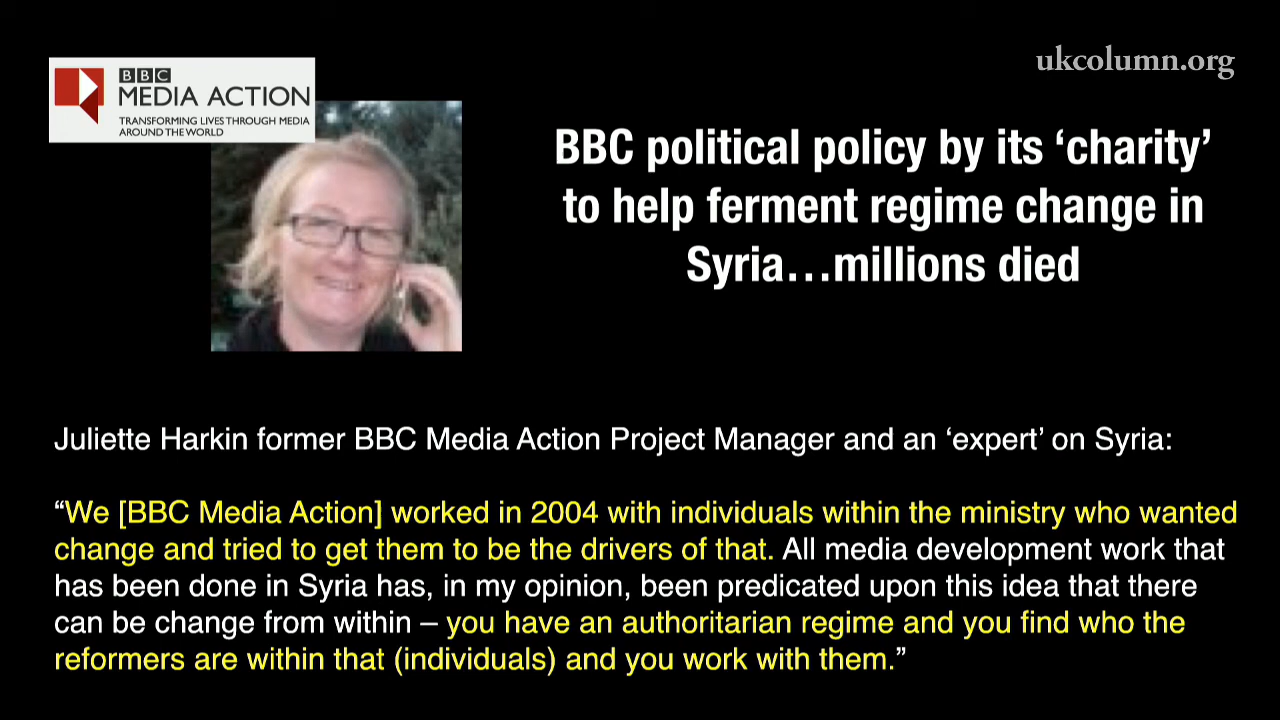 ukcolumn.org
BBC
MEDIA ACTION
TRANSFORMING LIVES THROUGH MEDIA
AROUND THE WORLD
BBC political policy by its ‘charity’
to help ferment regime change in
Syria…millions died
Juliette Harkin former BBC Media Action Project Manager and an ‘expert’ on Syria:
“We [BBC Media Action] worked in 2004 with individuals within the ministry who wanted
change and tried to get them to be the drivers of that. All media development work that
has been done in Syria has, in my opinion, been predicated upon this idea that there
can be change from within – you have an authoritarian regime and you find who the
reformers are within that (individuals) and you work with them.”